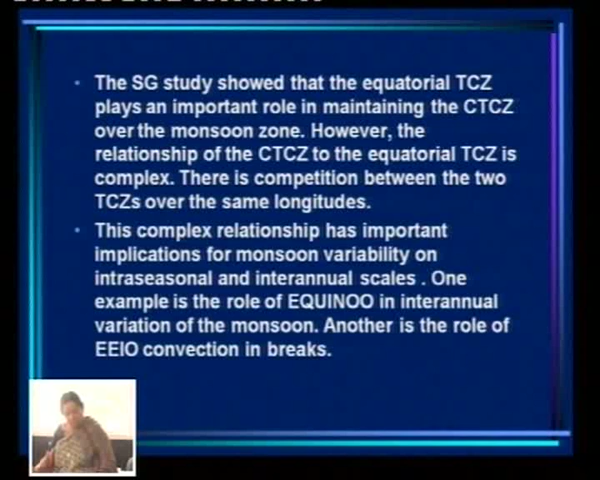 The SG study showed that the equatorial TCZ
plays an important role in maintaining the CTCZ
over the monsoon zone. However, the
relationship of the CTCZ to the equatorial TCZ is
complex. There is competition between the two
TCZs over the same longitudes.
This complex relationship has important
implications for monsoon variability on
intraseasonal and interannual scales . One
example is the role of EQUINOO in interannual
variation of the monsoon. Another is the role of
EEIO convection in breaks.